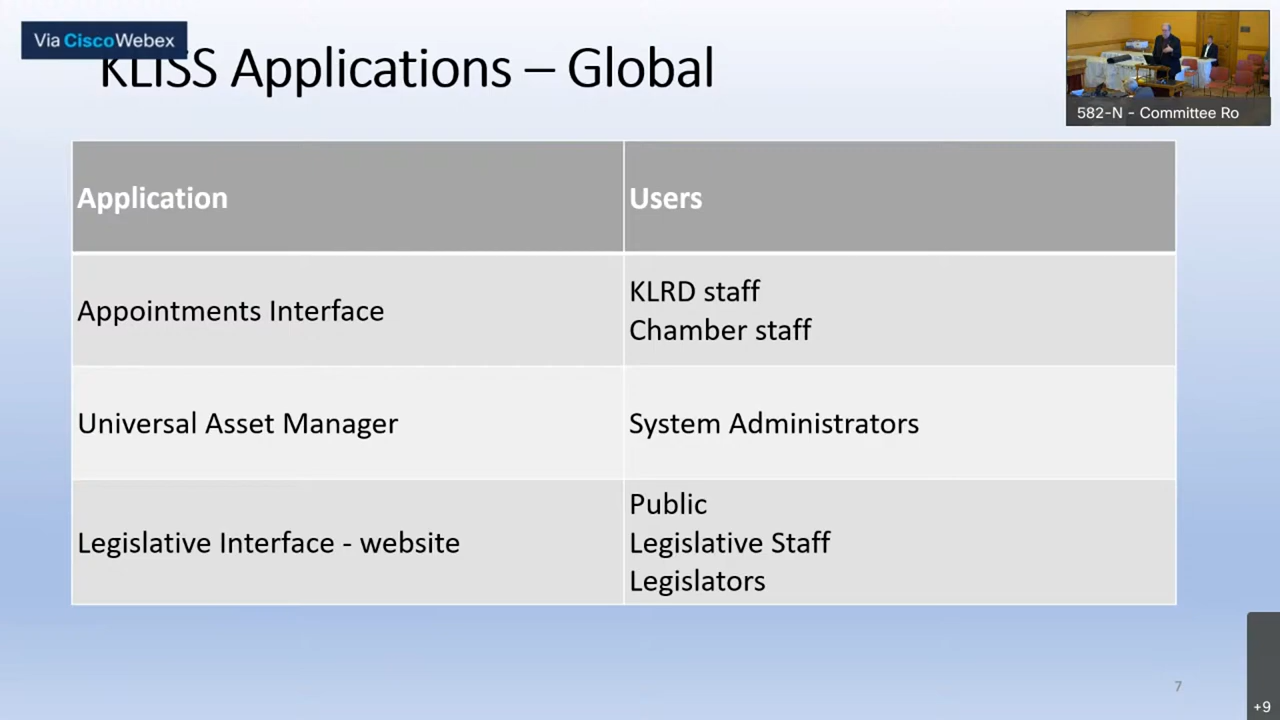 Via CiscoWebex
KLISS Applications – Global
582-N - Committee Ro
Application
Users
Appointments Interface
KLRD staff
Chamber staff
Universal Asset Manager
System Administrators
Legislative Interface - website
Public
Legislative Staff
Legislators
7
+9